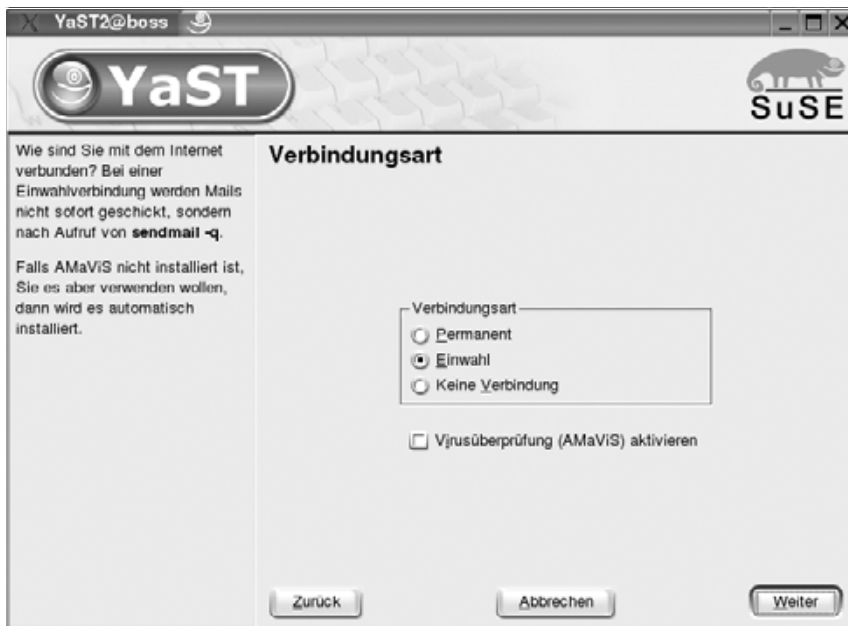 YaST2@boss
YaST
SuSE
Wie sind Sie mit dem Internet
verbunden? Bei einer
Einwahlverbindung werden Mails
nicht sofort geschickt, sondern
nach Aufruf von sendmail -q.
Falls AMaViS nicht installiert ist,
Sie es aber verwenden wollen,
dann wird es automatisch
installiert.
Verbindungsart
Verbindungsart
Permanent
Einwahl
Keine Verbindung
Virusüberprüfung (AMaViS) aktivieren
Zurück
Abbrechen
Weiter